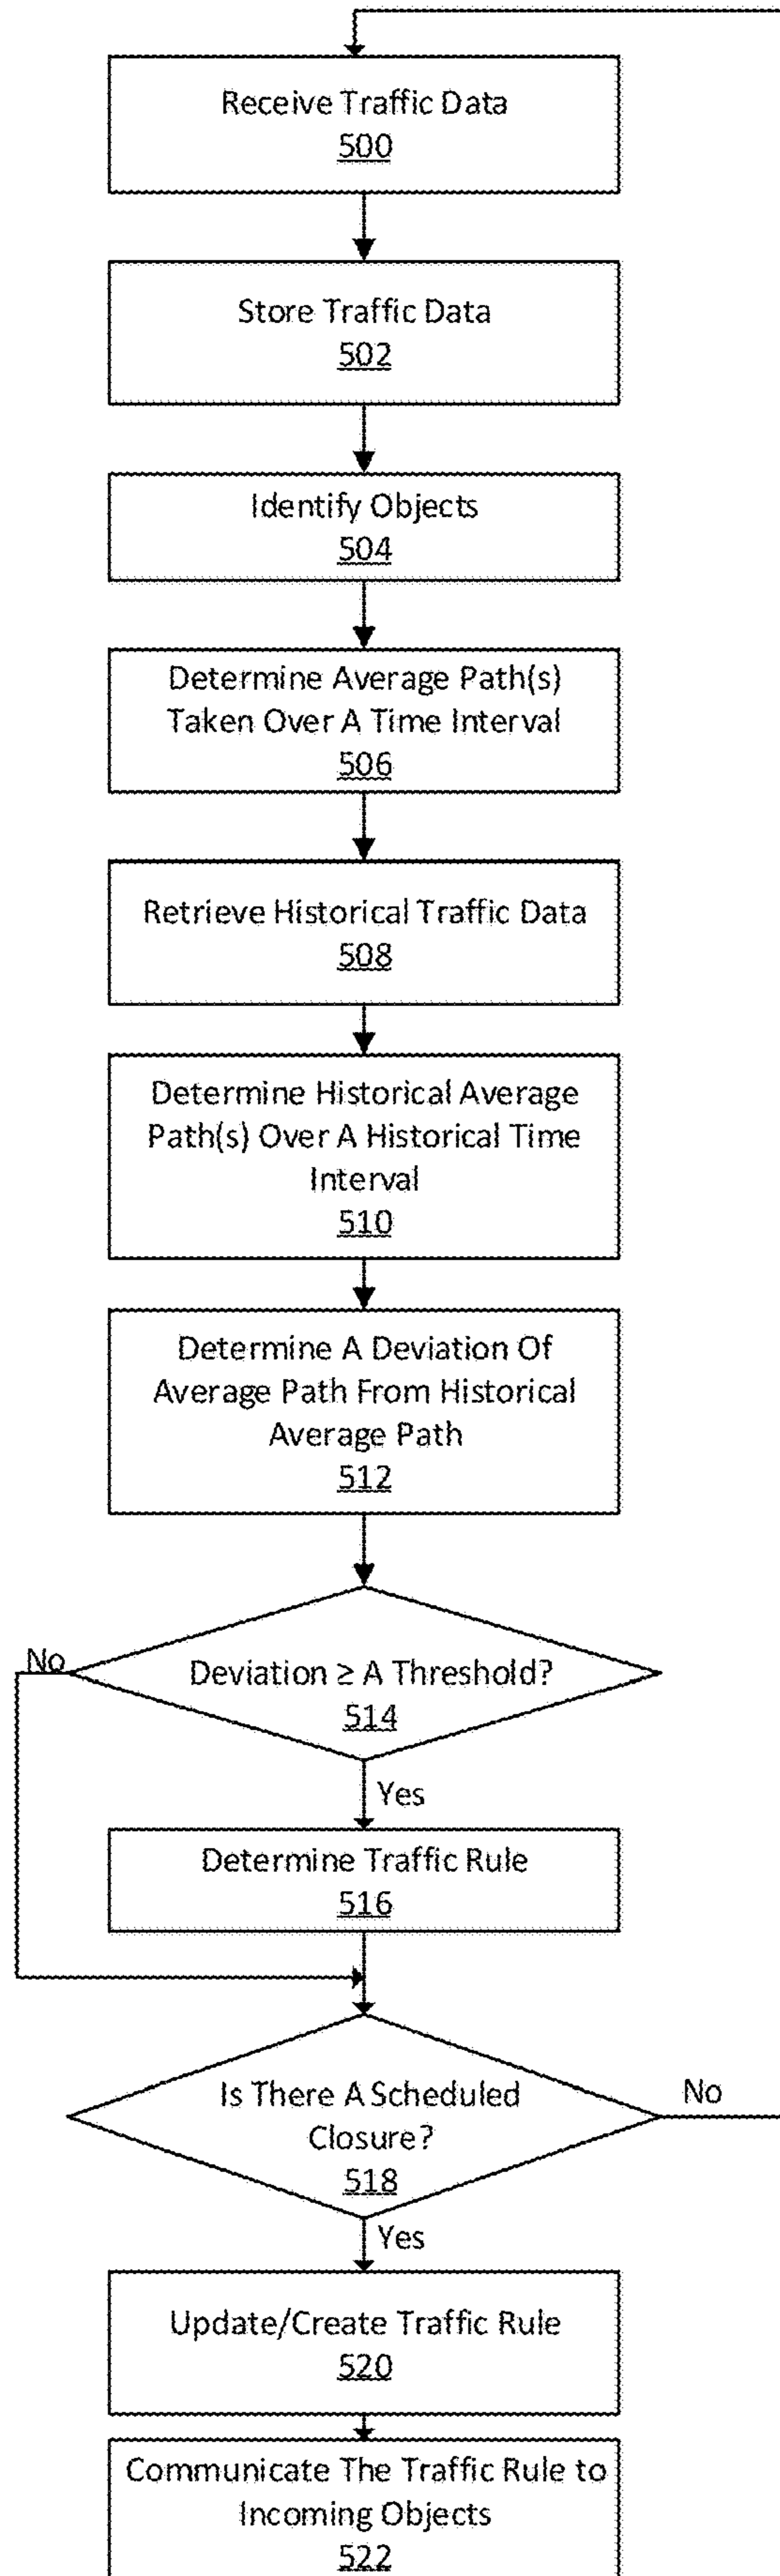 Receive Traffic Data
500
Store Traffic Data
502
Identify Objects
504
Determine Average Path(s)
Taken Over A Time Interval
506
Retrieve Historical Traffic Data
508
Determine Historical Average
Path(s) Over A Historical Time
Interval
510
Determine A Deviation Of
Average Path From Historical
Average Path
512
No
Deviation ≥ A Threshold?
514
Yes
Determine Traffic Rule
516
Is There A Scheduled
Closure?
518
No
Yes
Update/Create Traffic Rule
520
Communicate The Traffic Rule to
Incoming Objects
522